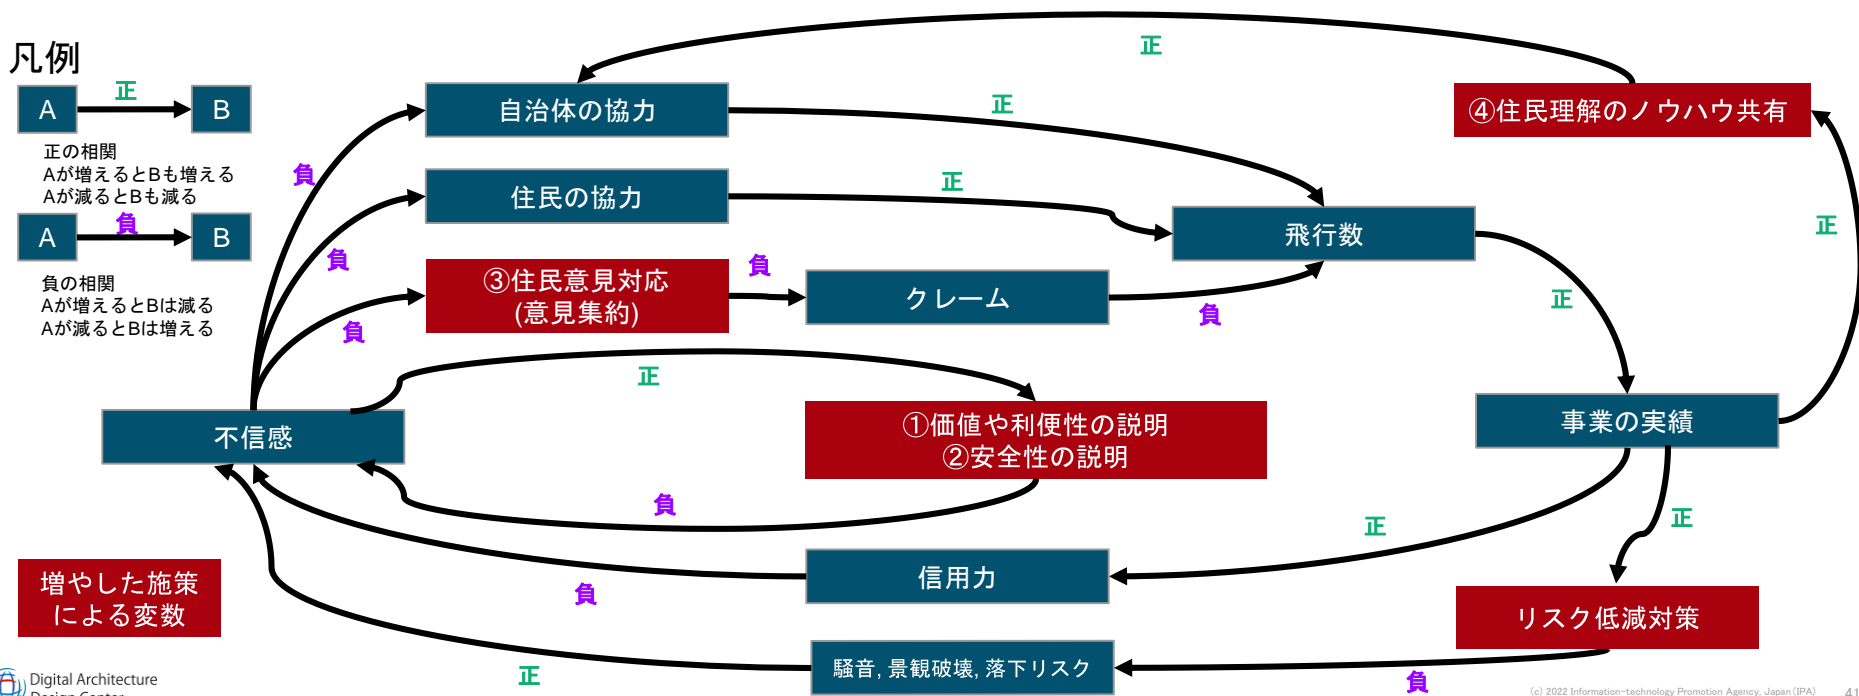 凡例
A
正
B
正の相関
Aが増えるとBも増える
Aが減るとBも減る
A
負
B
負の相関
Aが増えるとBは減る
Aが減るとBは増える
正
自治体の協力
正
④住民理解のノウハウ共有
負
住民の協力
正
飛行数
正
負
③住民意見対応
(意見集約)
負
クレーム
負
正
負
正
不信感
①価値や利便性の説明
②安全性の説明
事業の実績
負
正
正
増やした施策
による変数
信用力
負
リスク低減対策
騒音, 景観破壊, 落下リスク
正
負
Digital Architecture
Design Center
(c) 2022 Information-technology Promotion Agency, Japan (IPA)
41